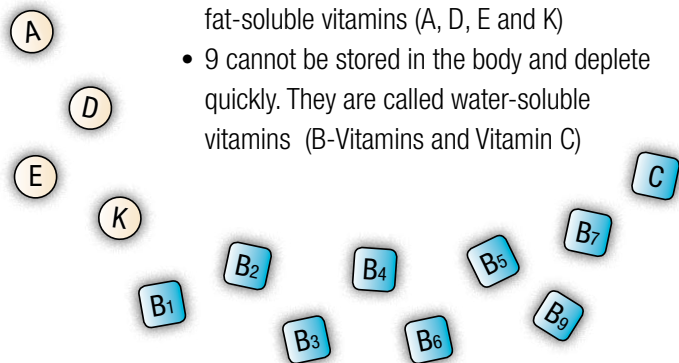 fat-soluble vitamins (A, D, E and K)
• 9 cannot be stored in the body and deplete
quickly. They are called water-soluble
vitamins (B-Vitamins and Vitamin C)
A
D
E
K
C
B7
B5
B2
B4
B1
B9
B3
B6